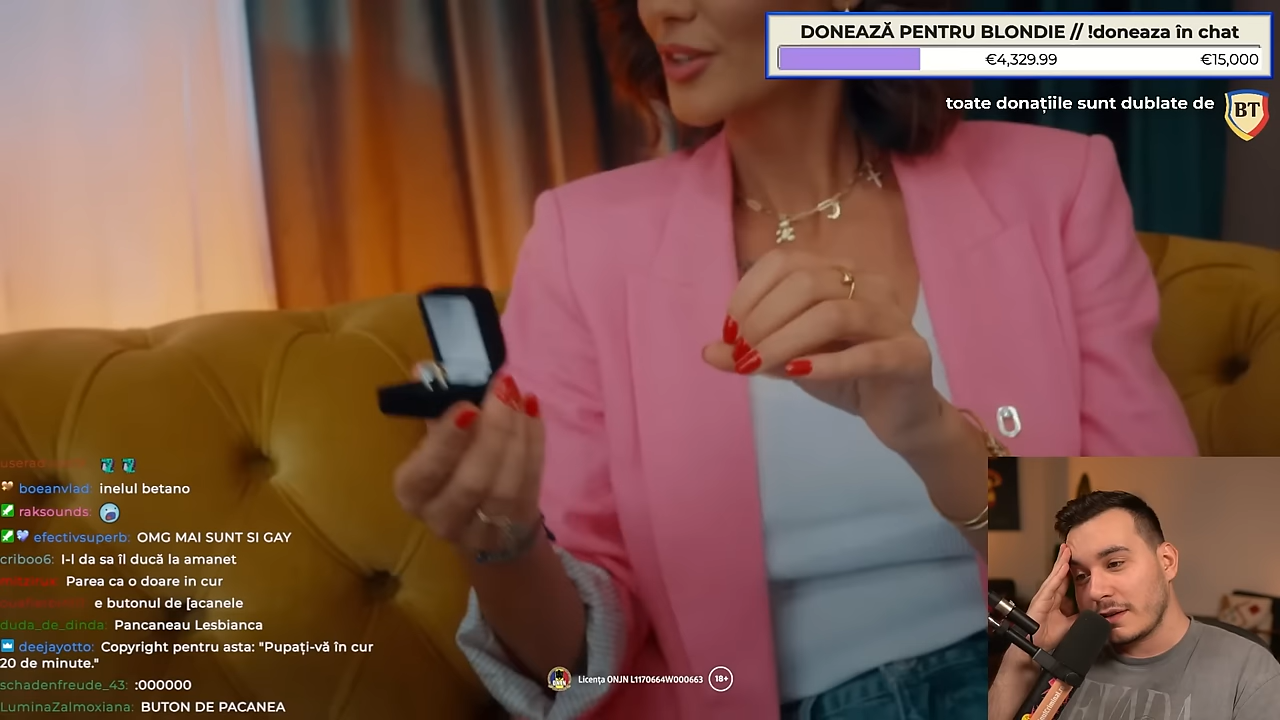 DONEAZĂ PENTRU BLONDIE // !doneaza în chat
€4,329.99 €15,000
toate donațiile sunt dublate de BT
boeanvlad: inelul betano
raksounds:
efectivsuperb: OMG MAI SUNT SI GAY
criboo6: I-l da sa îl ducă la amanet
Parea ca o doare in cur
e butonul de [acanele
duda_de_dinda: Pancaneau Lesbianca
deejayotto: Copyright pentru asta: "Pupați-vă în cur
20 de minute."
schadenfreude_43: :000000
LuminaZalmoxiana: BUTON DE PACANEA
Licența ONJN L1170664W000663 18+